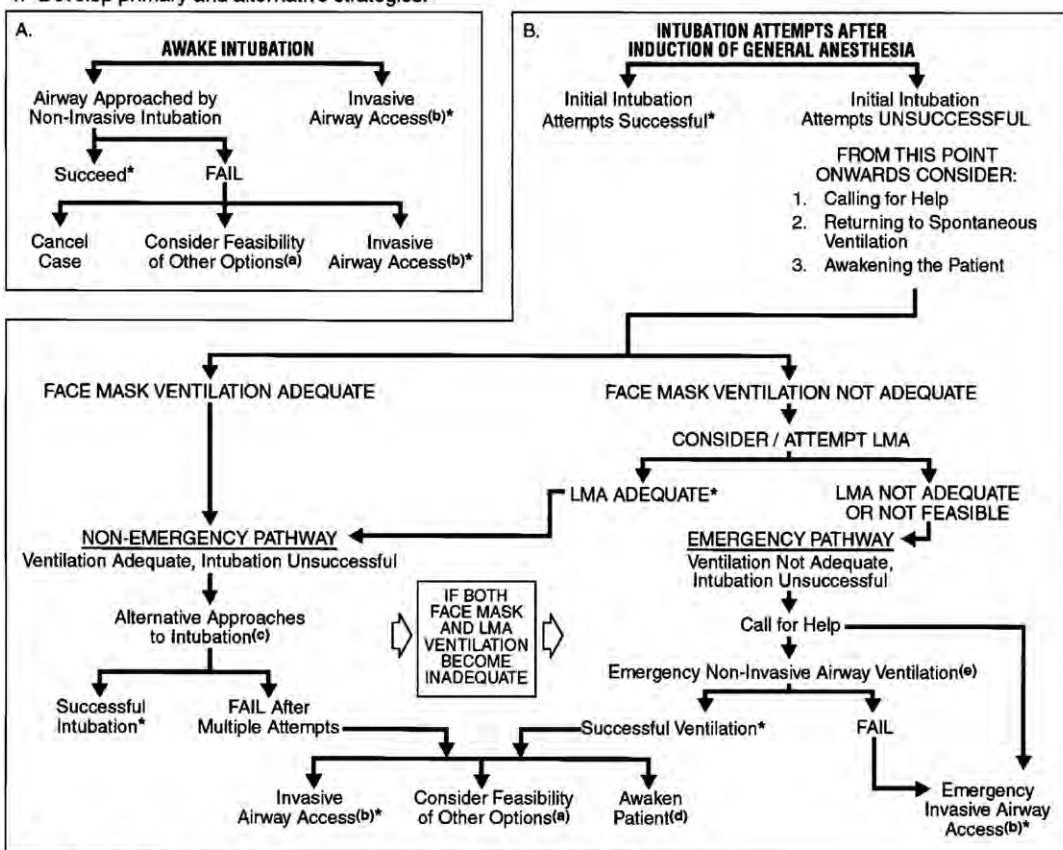 4. Develop primary and alternative strategies:
A.
AWAKE INTUBATION
Airway Approached by
Non-Invasive Intubation
Invasive
Airway Access(b)*
Succeed*
FAIL
Cancel
Case
Consider Feasibility
of Other Options(a)
Invasive
Airway Access(b)*
B.
INTUBATION ATTEMPTS AFTER
INDUCTION OF GENERAL ANESTHESIA
Initial Intubation
Attempts Successful*
Initial Intubation
Attempts UNSUCCESSFUL
FROM THIS POINT
ONWARDS CONSIDER:
1. Calling for Help
2. Returning to Spontaneous
Ventilation
3. Awakening the Patient
FACE MASK VENTILATION ADEQUATE
FACE MASK VENTILATION NOT ADEQUATE
CONSIDER / ATTEMPT LMA
LMA ADEQUATE*
LMA NOT ADEQUATE
OR NOT FEASIBLE
NON-EMERGENCY PATHWAY
Ventilation Adequate, Intubation Unsuccessful
EMERGENCY PATHWAY
Ventilation Not Adequate,
Intubation Unsuccessful
Alternative Approaches
to Intubation(c)
IF BOTH
FACE MASK
AND LMA
VENTILATION
BECOME
INADEQUATE
Call for Help
Emergency Non-Invasive Airway Ventilation(e)
Successful
Intubation*
FAIL After
Multiple Attempts
Successful Ventilation*
FAIL
Invasive
Airway Access(b)*
Consider Feasibility
of Other Options(a)
Awaken
Patient(d)
Emergency
Invasive Airway
Access(b)*